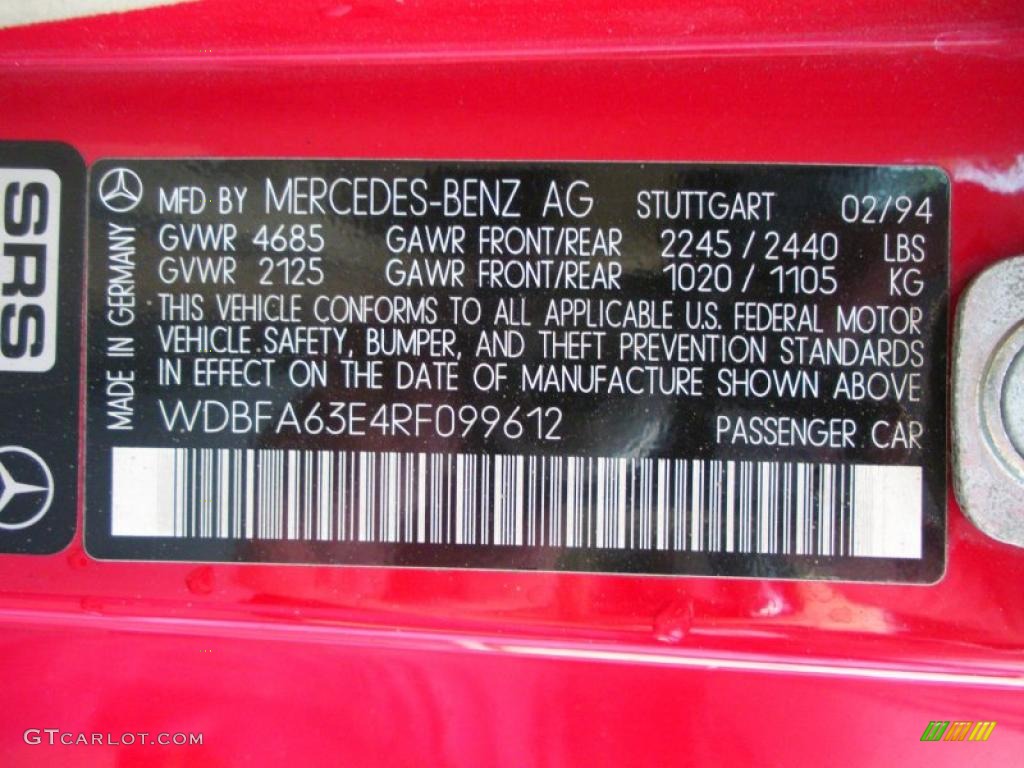 SRS
MADE IN GERMANY
MFD BY MERCEDES-BENZ AG STUTTGART 02/94
GVWR 4685 GAWR FRONT/REAR 2245 / 2440 LBS
GVWR 2125 GAWR FRONT/REAR 1020 / 1105 KG
THIS VEHICLE CONFORMS TO ALL APPLICABLE U.S. FEDERAL MOTOR
VEHICLE SAFETY, BUMPER, AND THEFT PREVENTION STANDARDS
IN EFFECT ON THE DATE OF MANUFACTURE SHOWN ABOVE
WDBFA63E4RF099612 PASSENGER CAR
GTCARLOT.COM